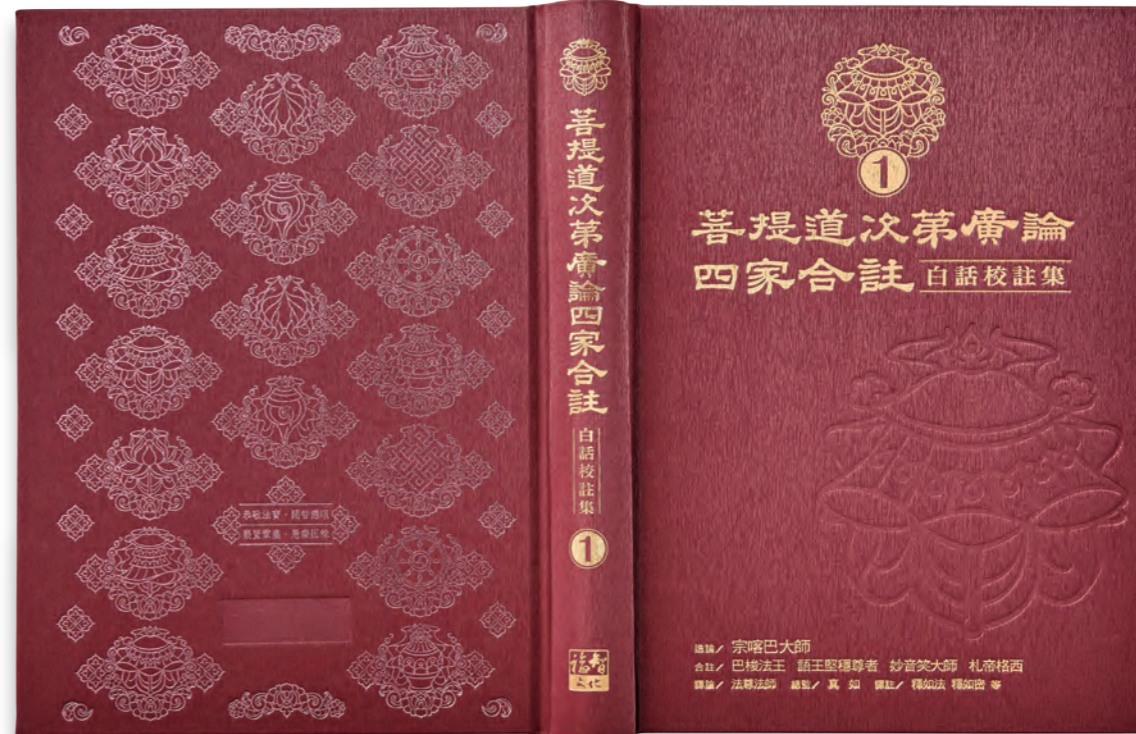 1
菩提道次第廣論
四家合註 白話校註集
造論／ 宗喀巴大師
合註／ 巴梭法王 語王堅穩尊者 妙音笑大師 札帝格西
譯論／ 法尊法師 總監／ 真 如 譯註／ 釋如法 釋如密 等
菩提道次第廣論四家合註
白話校註集
1
福智
文化